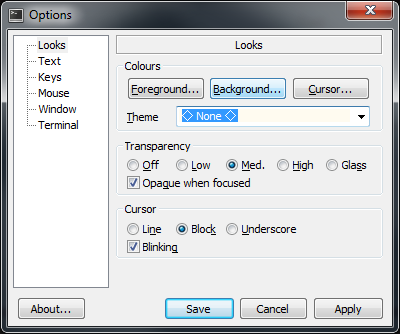 Options
Looks
Text
Keys
Mouse
Window
Terminal
Looks
Colours
Foreground... Background... Cursor...
Theme ◇ None ◇
Transparency
Off Low Med. High Glass
Opaque when focused
Cursor
Line Block Underscore
Blinking
About... Save Cancel Apply